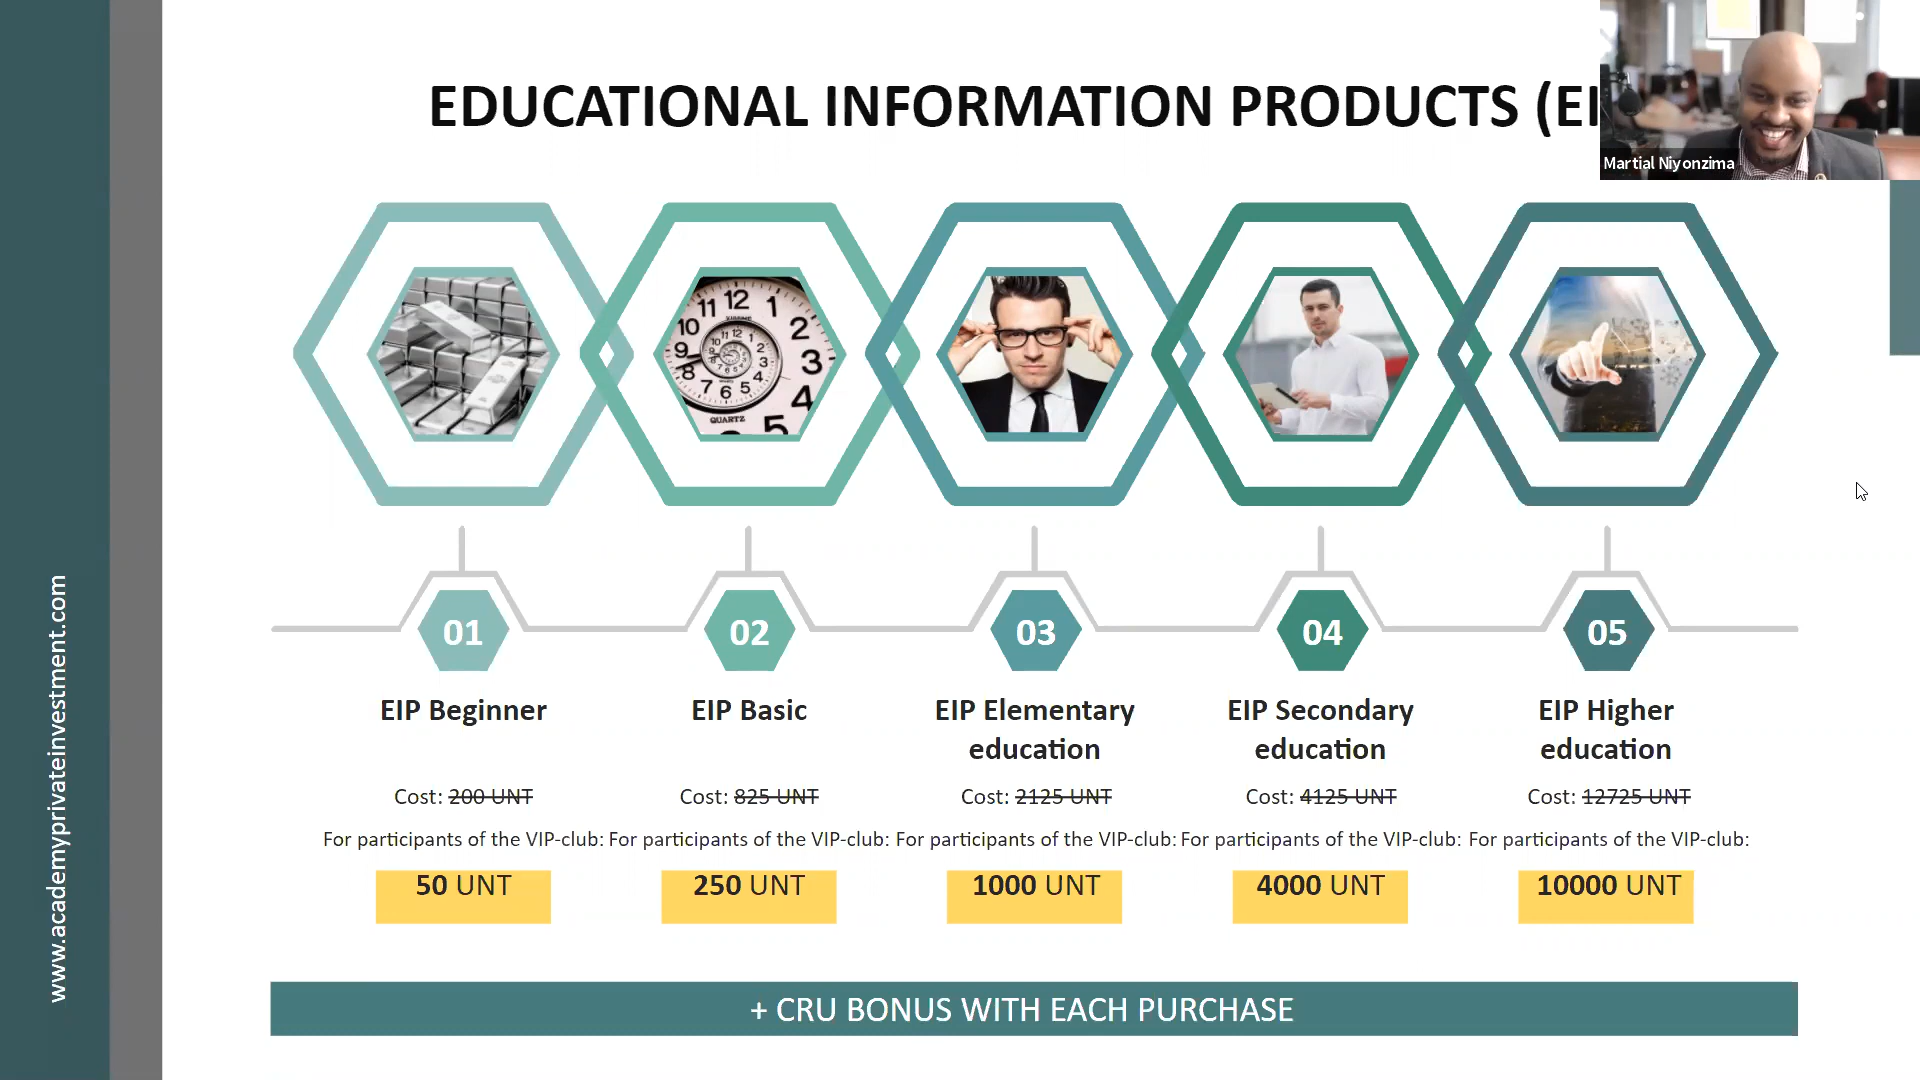 EDUCATIONAL INFORMATION PRODUCTS (EI
Martial Niyonzima
01
02
03
04
05
EIP Beginner
EIP Basic
EIP Elementary
education
EIP Secondary
education
EIP Higher
education
Cost: 200 UNT
Cost: 825 UNT
Cost: 2125 UNT
Cost: 4125 UNT
Cost: 12725 UNT
For participants of the VIP-club:
For participants of the VIP-club:
For participants of the VIP-club:
For participants of the VIP-club:
For participants of the VIP-club:
50 UNT
250 UNT
1000 UNT
4000 UNT
10000 UNT
+ CRU BONUS WITH EACH PURCHASE
www.academyprivateinvestment.com